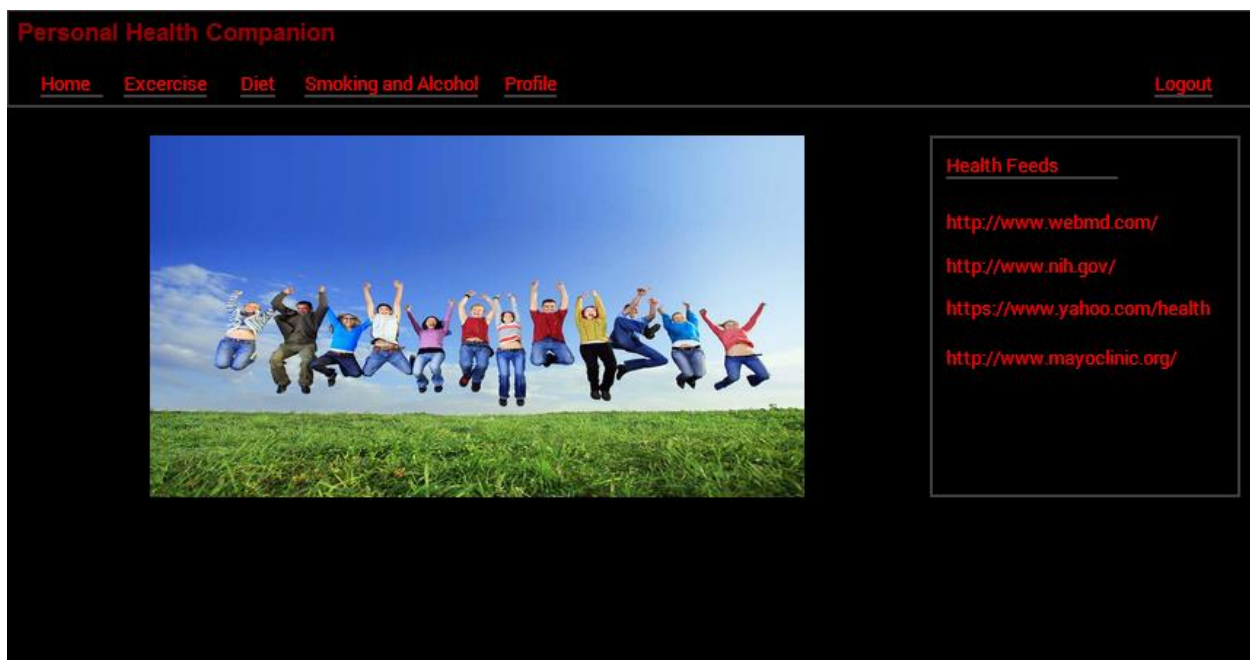 Personal Health Companion
Home Excercise Diet Smoking and Alcohol Profile Logout
Health Feeds
http://www.webmd.com/
http://www.nih.gov/
https://www.yahoo.com/health
http://www.mayoclinic.org/